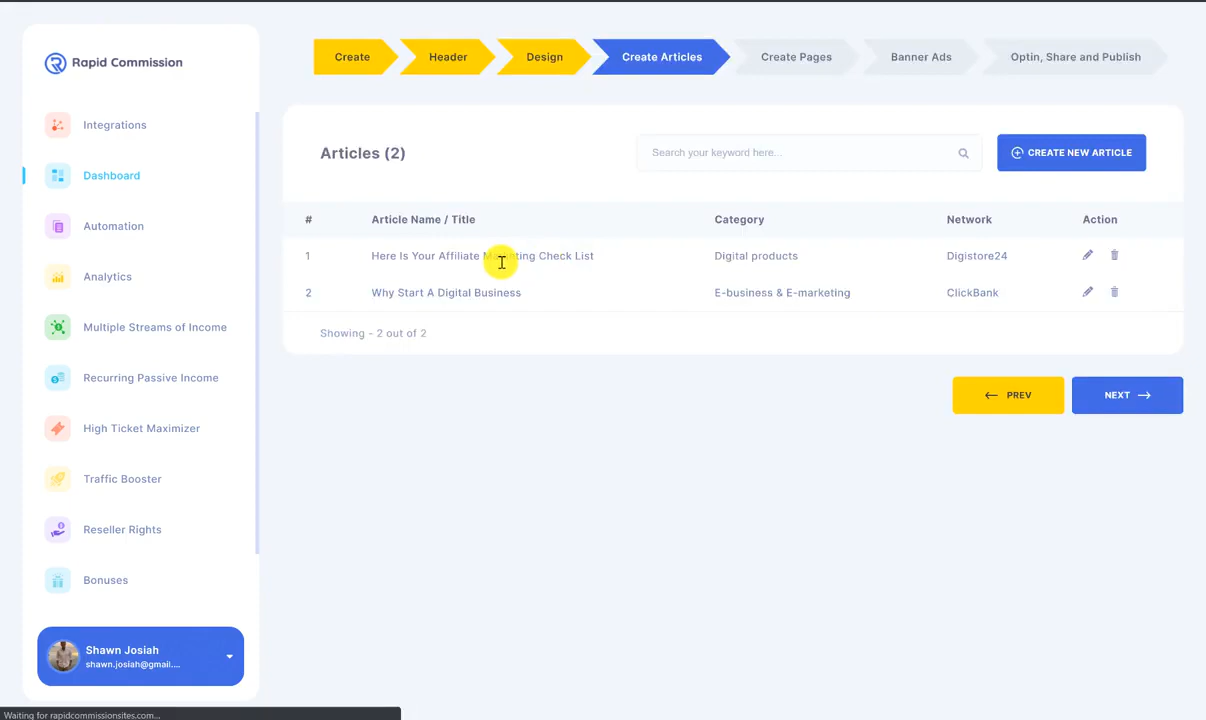 Rapid Commission
Integrations
Dashboard
Automation
Analytics
Multiple Streams of Income
Recurring Passive Income
High Ticket Maximizer
Traffic Booster
Reseller Rights
Bonuses
Shawn Josiah
shawn.josiah@gmail....
Waiting for rapidcommissionsites.com...
Create Header Design Create Articles Create Pages Banner Ads Optin, Share and Publish
Articles (2) Search your keyword here... CREATE NEW ARTICLE
# Article Name / Title Category Network Action
1 Here Is Your Affiliate Marketing Check List Digital products Digistore24
2 Why Start A Digital Business E-business & E-marketing ClickBank
Showing - 2 out of 2
PREV NEXT